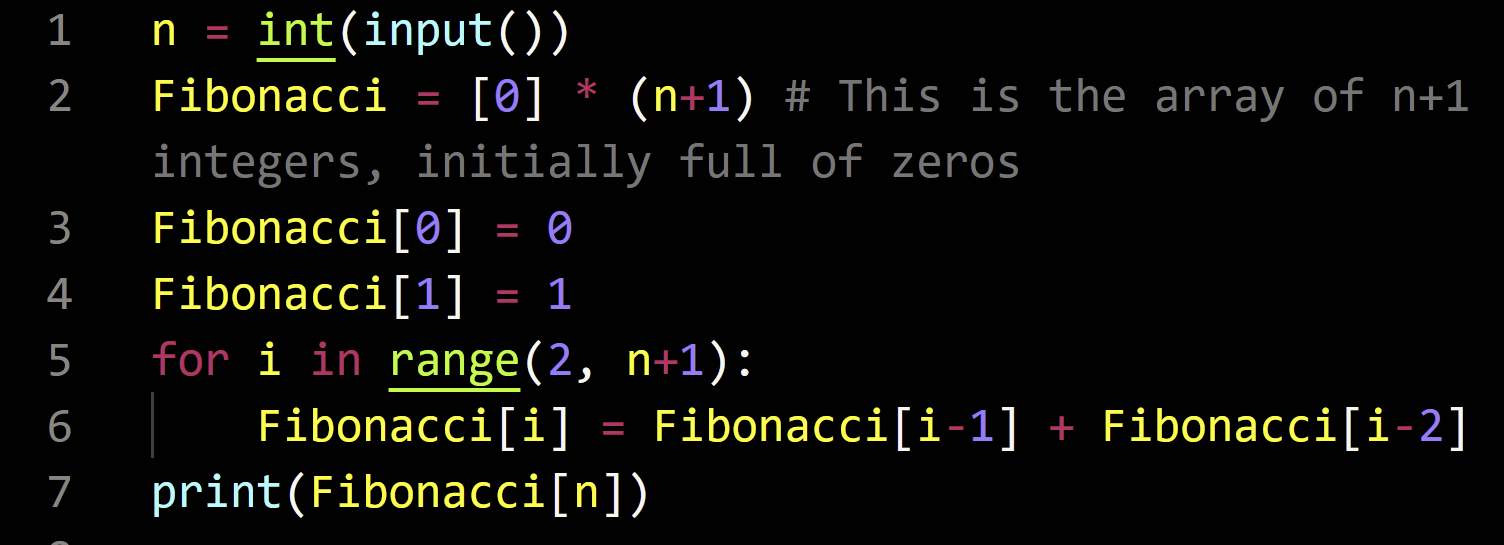 1 n = int(input())
2 Fibonacci = [0] * (n+1) # This is the array of n+1
integers, initially full of zeros
3 Fibonacci[0] = 0
4 Fibonacci[1] = 1
5 for i in range(2, n+1):
6     Fibonacci[i] = Fibonacci[i-1] + Fibonacci[i-2]
7 print(Fibonacci[n])